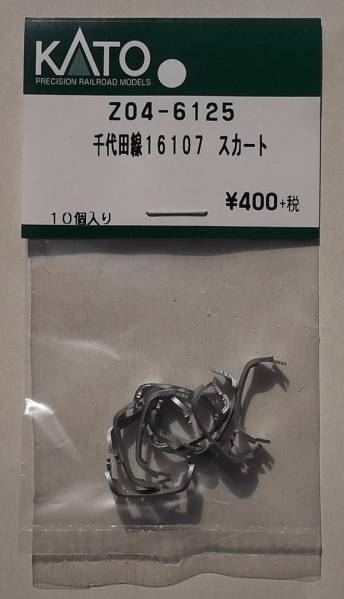 KATO
PRECISION RAILROAD MODELS
Z04-6125
千代田線16107 スカート
¥400+税
10個入り